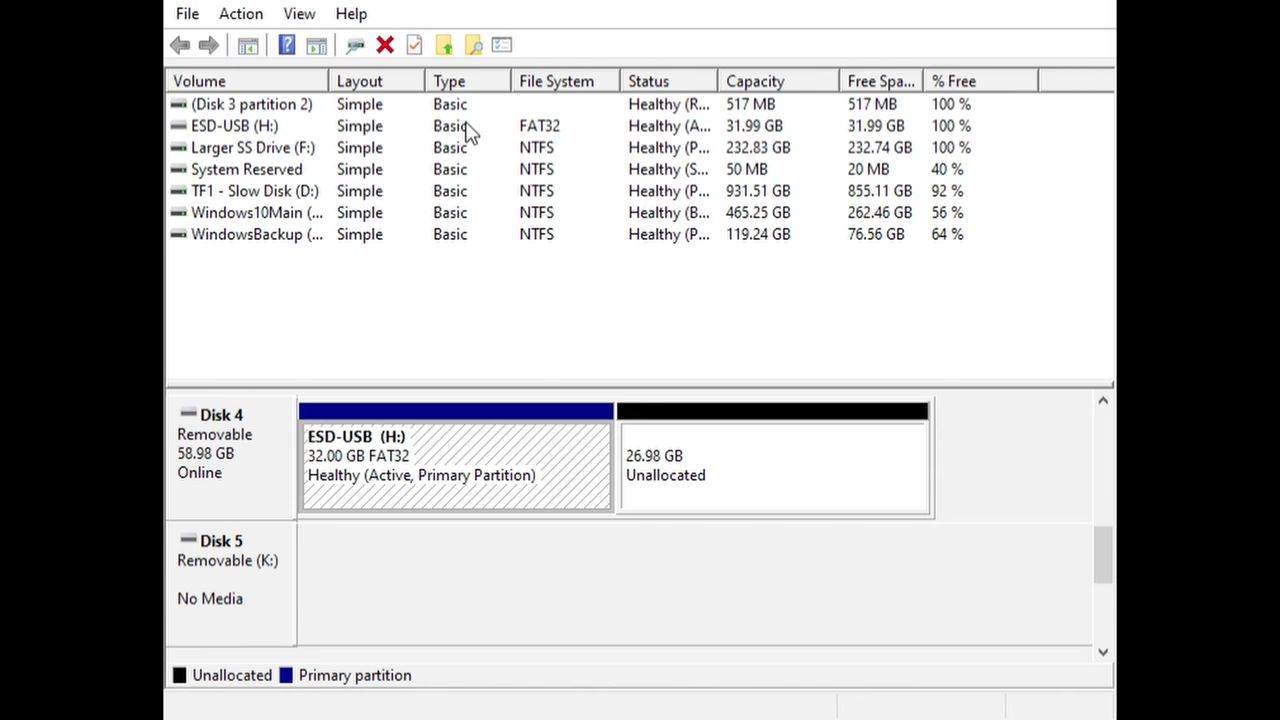 File Action View Help
Volume Layout Type File System Status Capacity Free Spa... % Free
(Disk 3 partition 2) Simple Basic Healthy (R... 517 MB 517 MB 100 %
ESD-USB (H:) Simple Basic FAT32 Healthy (A... 31.99 GB 31.99 GB 100 %
Larger SS Drive (F:) Simple Basic NTFS Healthy (P... 232.83 GB 232.74 GB 100 %
System Reserved Simple Basic NTFS Healthy (S... 50 MB 20 MB 40 %
TF1 - Slow Disk (D:) Simple Basic NTFS Healthy (P... 931.51 GB 855.11 GB 92 %
Windows10Main (... Simple Basic NTFS Healthy (B... 465.25 GB 262.46 GB 56 %
WindowsBackup (... Simple Basic NTFS Healthy (P... 119.24 GB 76.56 GB 64 %
Disk 4
Removable
58.98 GB
Online
ESD-USB (H:)
32.00 GB FAT32
Healthy (Active, Primary Partition)
26.98 GB
Unallocated
Disk 5
Removable (K:)
No Media
Unallocated Primary partition